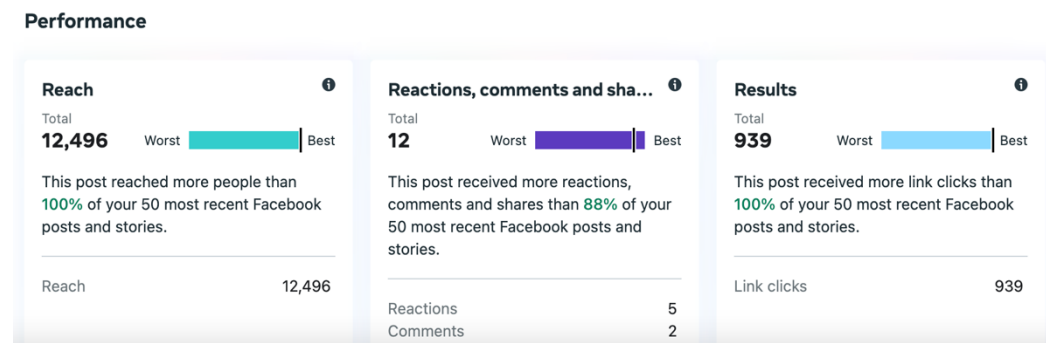 Performance
Reach
Total
12,496
Worst
Best
This post reached more people than
100% of your 50 most recent Facebook
posts and stories.
Reach 12,496
Reactions, comments and sha...
Total
12
Worst
Best
This post received more reactions,
comments and shares than 88% of your
50 most recent Facebook posts and
stories.
Reactions 5
Comments 2
Results
Total
939
Worst
Best
This post received more link clicks than
100% of your 50 most recent Facebook
posts and stories.
Link clicks 939